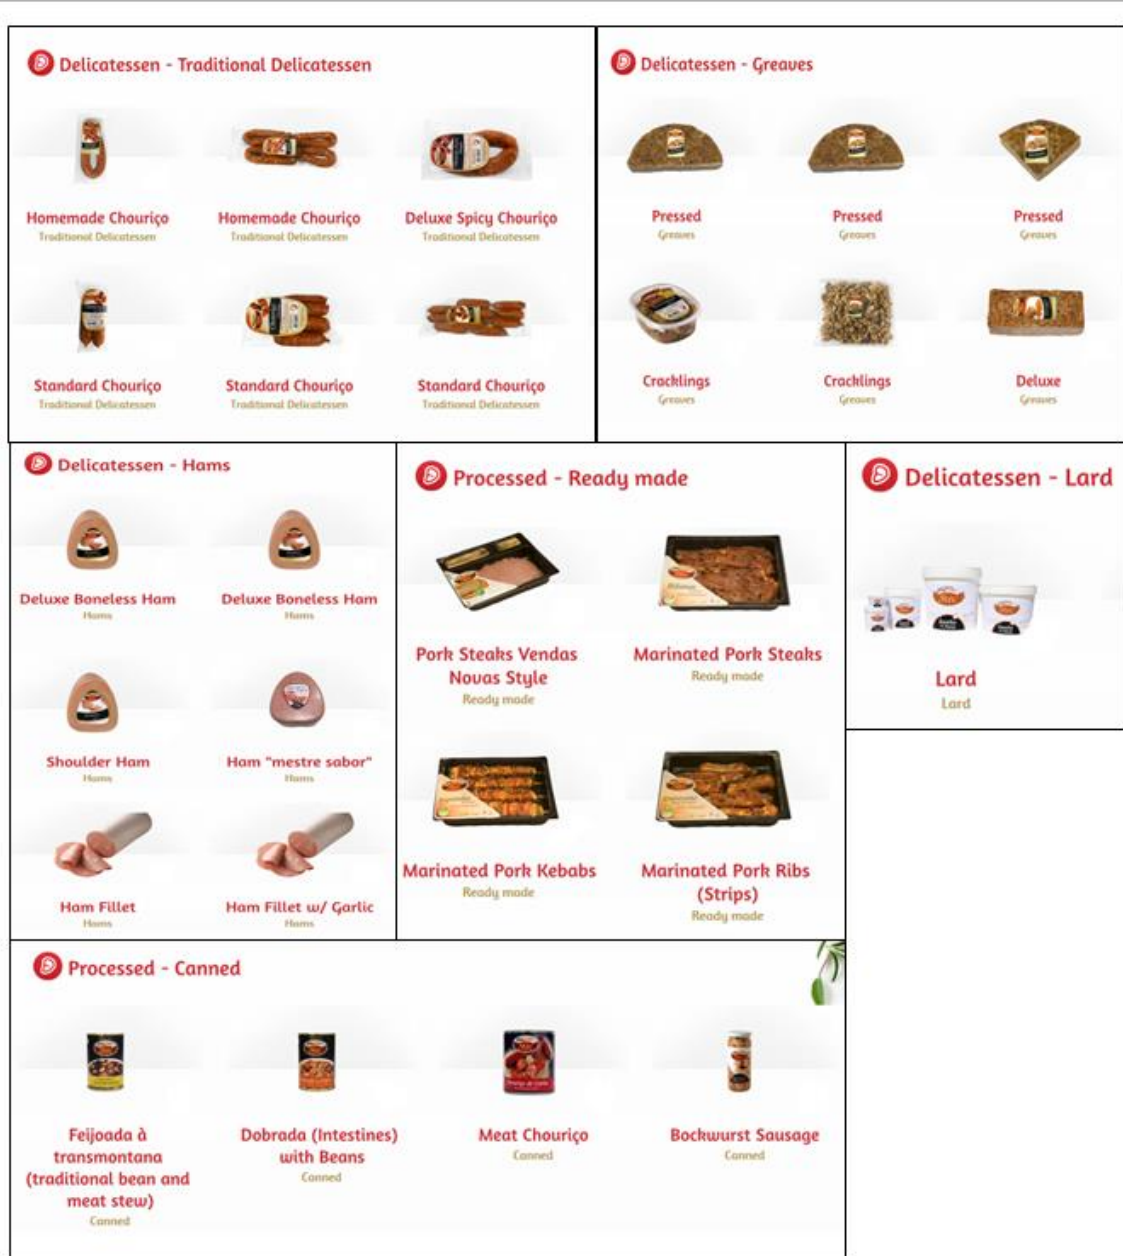 Delicatessen - Traditional Delicatessen
Homemade Chouriço
Traditional Delicatessen
Homemade Chouriço
Traditional Delicatessen
Deluxe Spicy Chouriço
Traditional Delicatessen
Standard Chouriço
Traditional Delicatessen
Standard Chouriço
Traditional Delicatessen
Standard Chouriço
Traditional Delicatessen
Delicatessen - Greaves
Pressed
Greaves
Pressed
Greaves
Pressed
Greaves
Cracklings
Greaves
Cracklings
Greaves
Deluxe
Greaves
Delicatessen - Hams
Deluxe Boneless Ham
Hams
Deluxe Boneless Ham
Hams
Shoulder Ham
Hams
Ham "mestre sabor"
Hams
Ham Fillet
Hams
Ham Fillet w/ Garlic
Hams
Processed - Ready made
Pork Steaks Vendas
Novas Style
Ready made
Marinated Pork Steaks
Ready made
Marinated Pork Kebabs
Ready made
Marinated Pork Ribs
(Strips)
Ready made
Delicatessen - Lard
Lard
Lard
Processed - Canned
Feijoada à
transmontana
(traditional bean and
meat stew)
Canned
Dobrada (Intestines)
with Beans
Canned
Meat Chouriço
Canned
Bockwurst Sausage
Canned